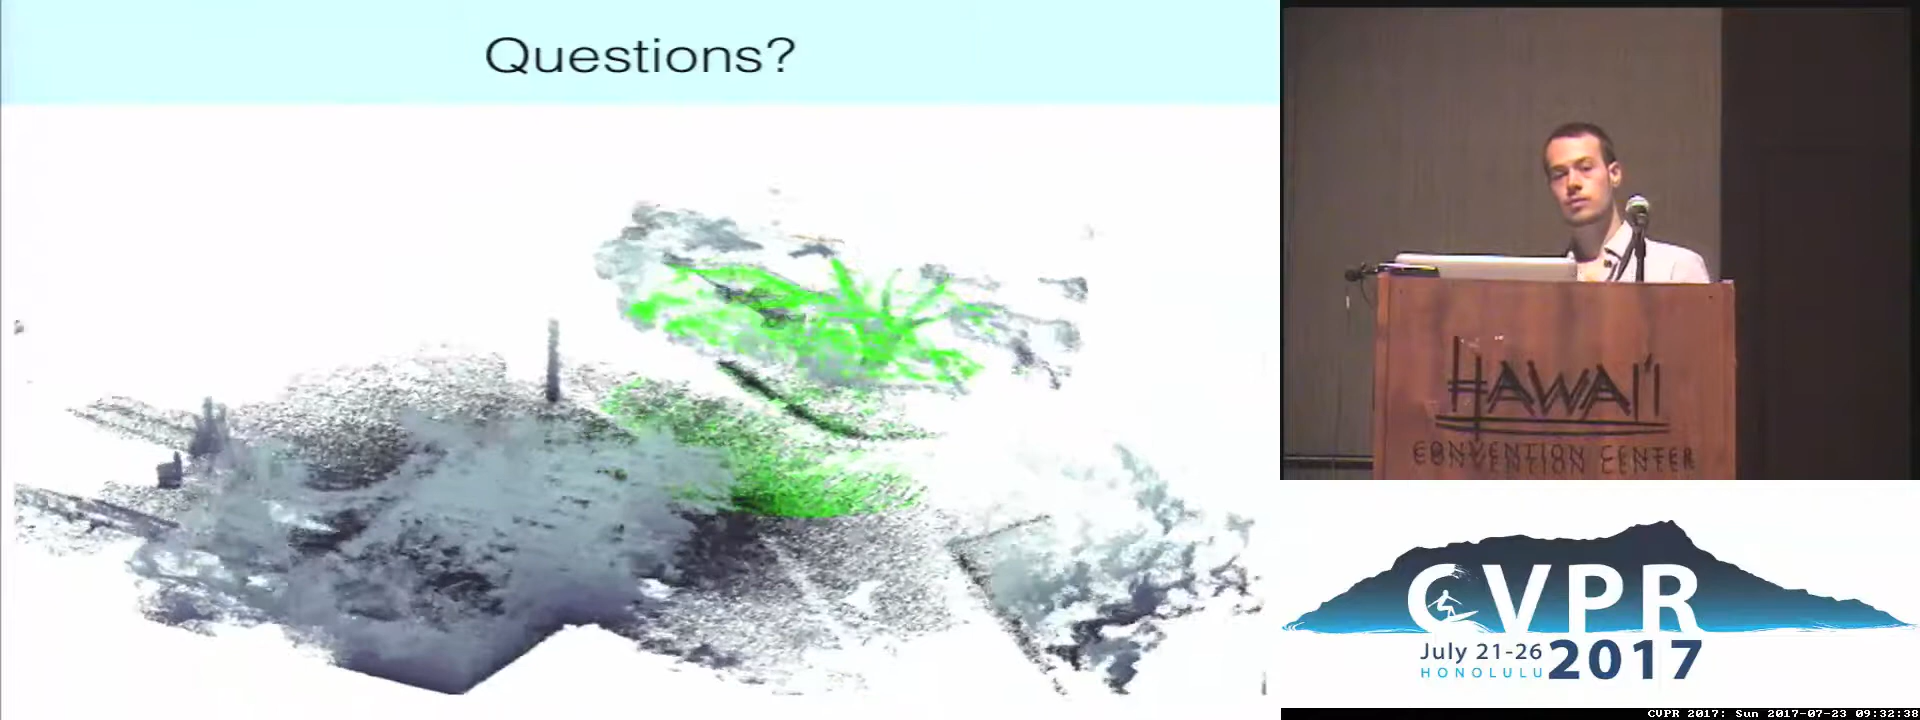 Questions?
HAWAI'I
CONVENTION CENTER
CVPR
July 21-26
HONOLULU
2017
CVPR 2017: Sun 2017-07-23 09:32:38